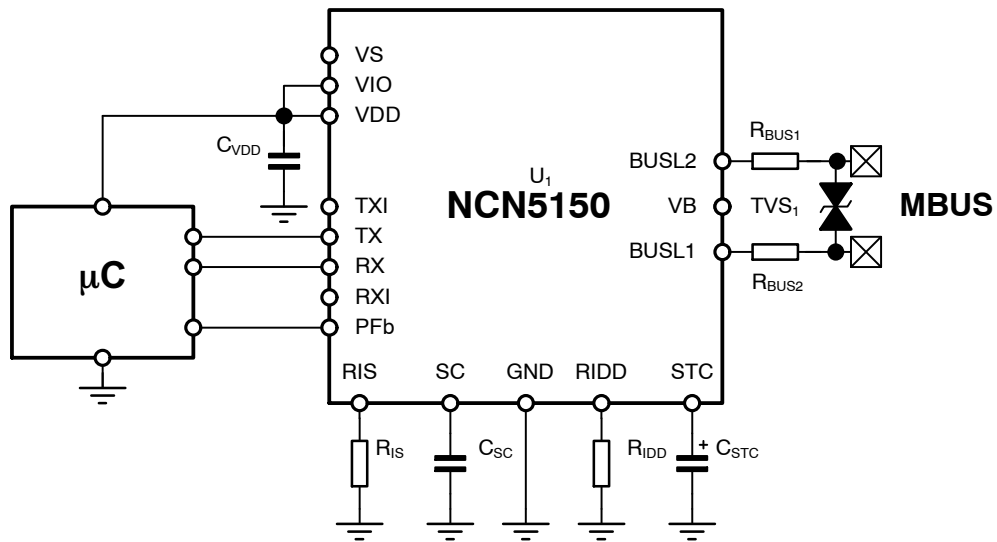 VS
VIO
VDD
CVDD
TXI
TX
RX
RXI
PFb
μC
U1
NCN5150
BUSL2
VB
BUSL1
RBUS1
TVS1
RBUS2
MBUS
RIS
SC
GND
RIDD
STC
RIS
CSC
RIDD
+
CSTC